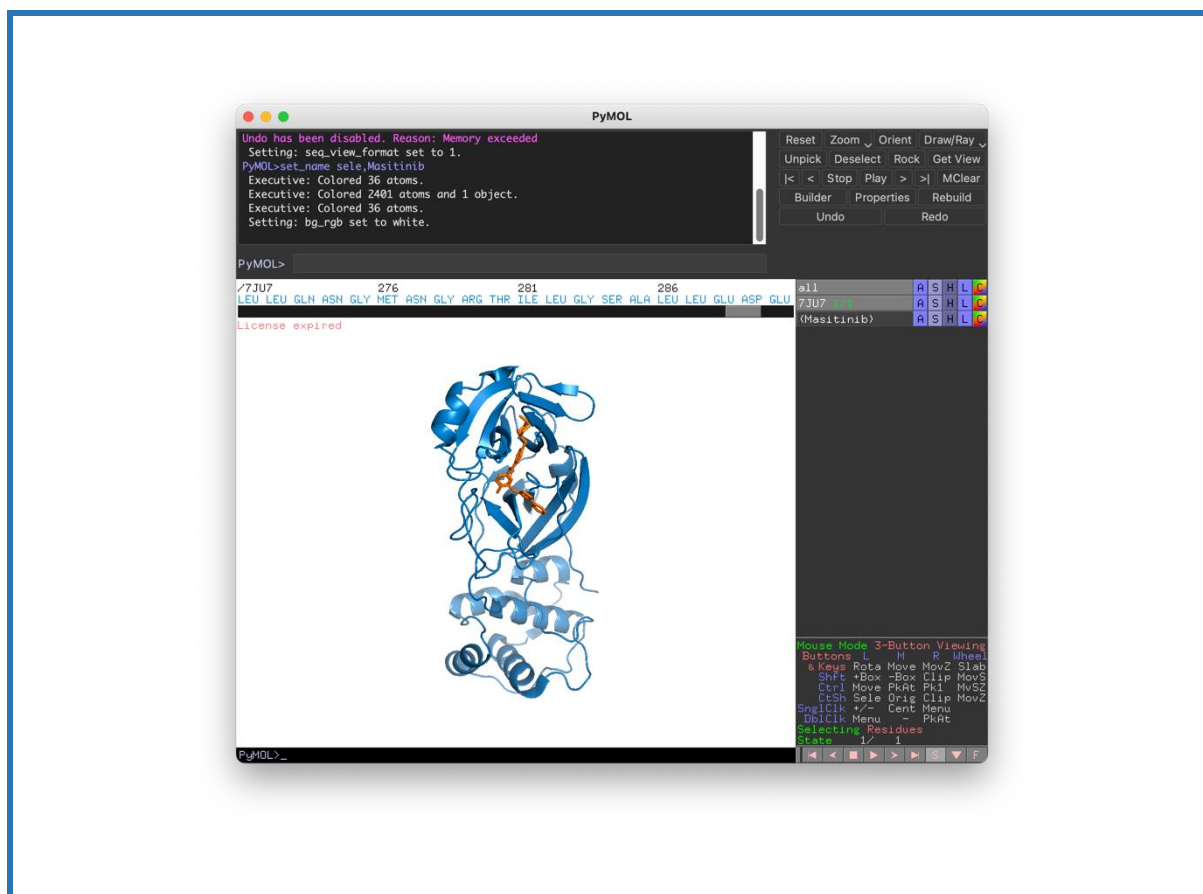 PyMOL
Undo has been disabled. Reason: Memory exceeded
Setting: seq_view_format set to 1.
PyMOL>set_name sele,Masitinib
Executive: Colored 36 atoms.
Executive: Colored 2401 atoms and 1 object.
Executive: Colored 36 atoms.
Setting: bg_rgb set to white.
PyMOL>
Reset Zoom Orient Draw/Ray
Unpick Deselect Rock Get View
|< < Stop Play > >| MClear
Builder Properties Rebuild
Undo Redo
/7JU7 276 281 286
LEU LEU GLN ASN GLY MET ASN GLY ARG THR ILE LEU GLY SER ALA LEU LEU GLU ASP GLU
License expired
all A S H L C
7JU7 1/1 A S H L C
(Masitinib) A S H L C
Mouse Mode 3-Button Viewing
Buttons L M R Wheel
& Keys Rota Move MovZ Slab
Shft +Box -Box Clip MovS
Ctrl Move PkAt Pk1 MvSZ
CtSh Sele Orig Clip MovZ
SnglClk +/- Cent Menu
DblClk Menu - PkAt
Selecting Residues
State 1/ 1
PyMOL>_
S F